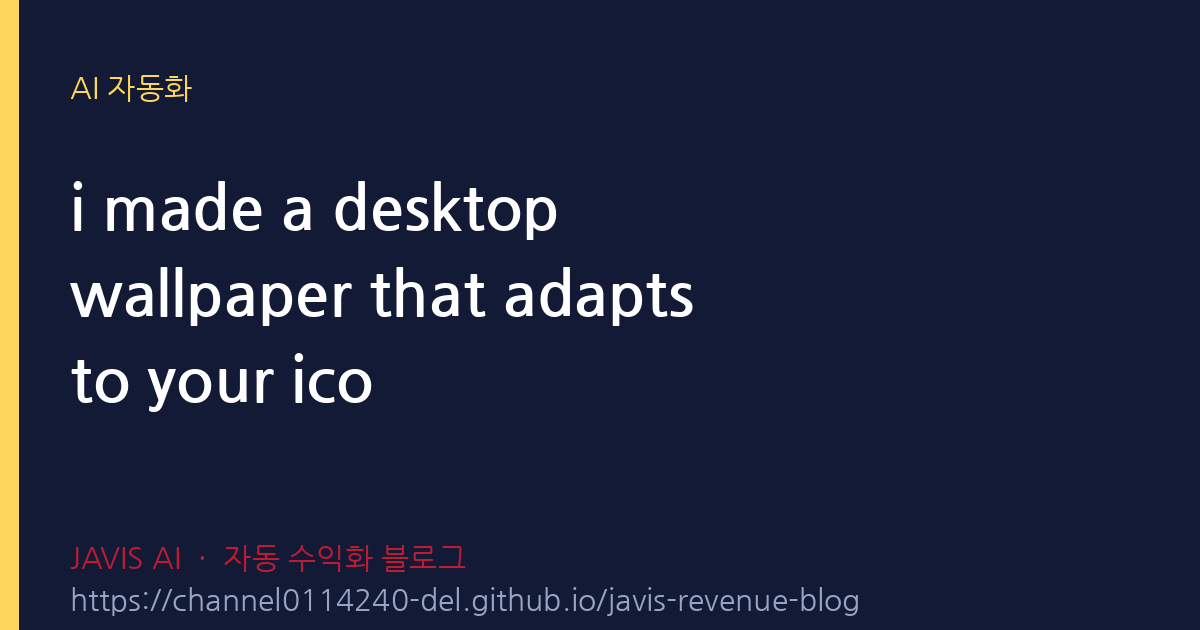 AI 자동화
i made a desktop
wallpaper that adapts
to your ico
JAVIS AI · 자동 수익화 블로그
https://channel0114240-del.github.io/javis-revenue-blog